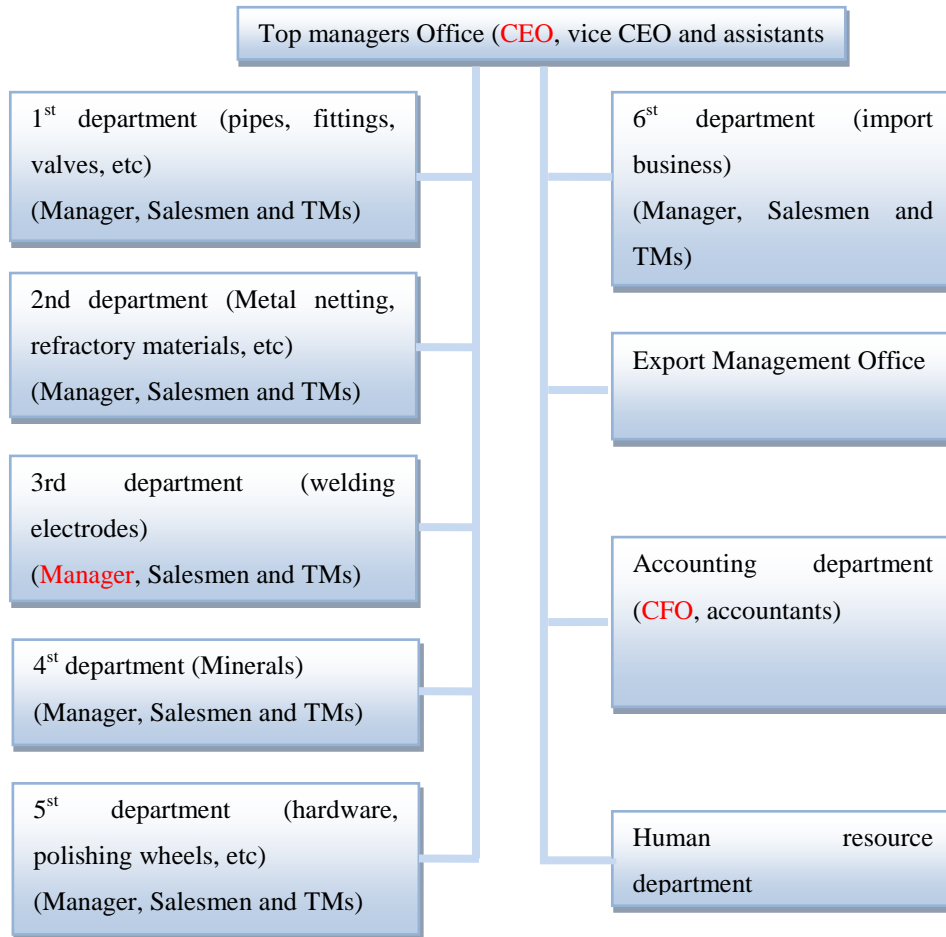 Top managers Office (CEO, vice CEO and assistants
1st department (pipes, fittings,
valves, etc)
(Manager, Salesmen and TMs)
2nd department (Metal netting,
refractory materials, etc)
(Manager, Salesmen and TMs)
3rd department (welding
electrodes)
(Manager, Salesmen and TMs)
4st department (Minerals)
(Manager, Salesmen and TMs)
5st department (hardware,
polishing wheels, etc)
(Manager, Salesmen and TMs)
6st department (import
business)
(Manager, Salesmen and
TMs)
Export Management Office
Accounting department
(CFO, accountants)
Human resource
department